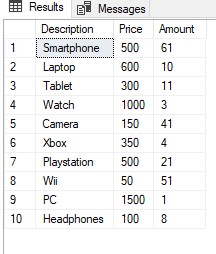 Results Messages
Description Price Amount
1 Smartphone 500 61
2 Laptop 600 10
3 Tablet 300 11
4 Watch 1000 3
5 Camera 150 41
6 Xbox 350 4
7 Playstation 500 21
8 Wii 50 51
9 PC 1500 1
10 Headphones 100 8